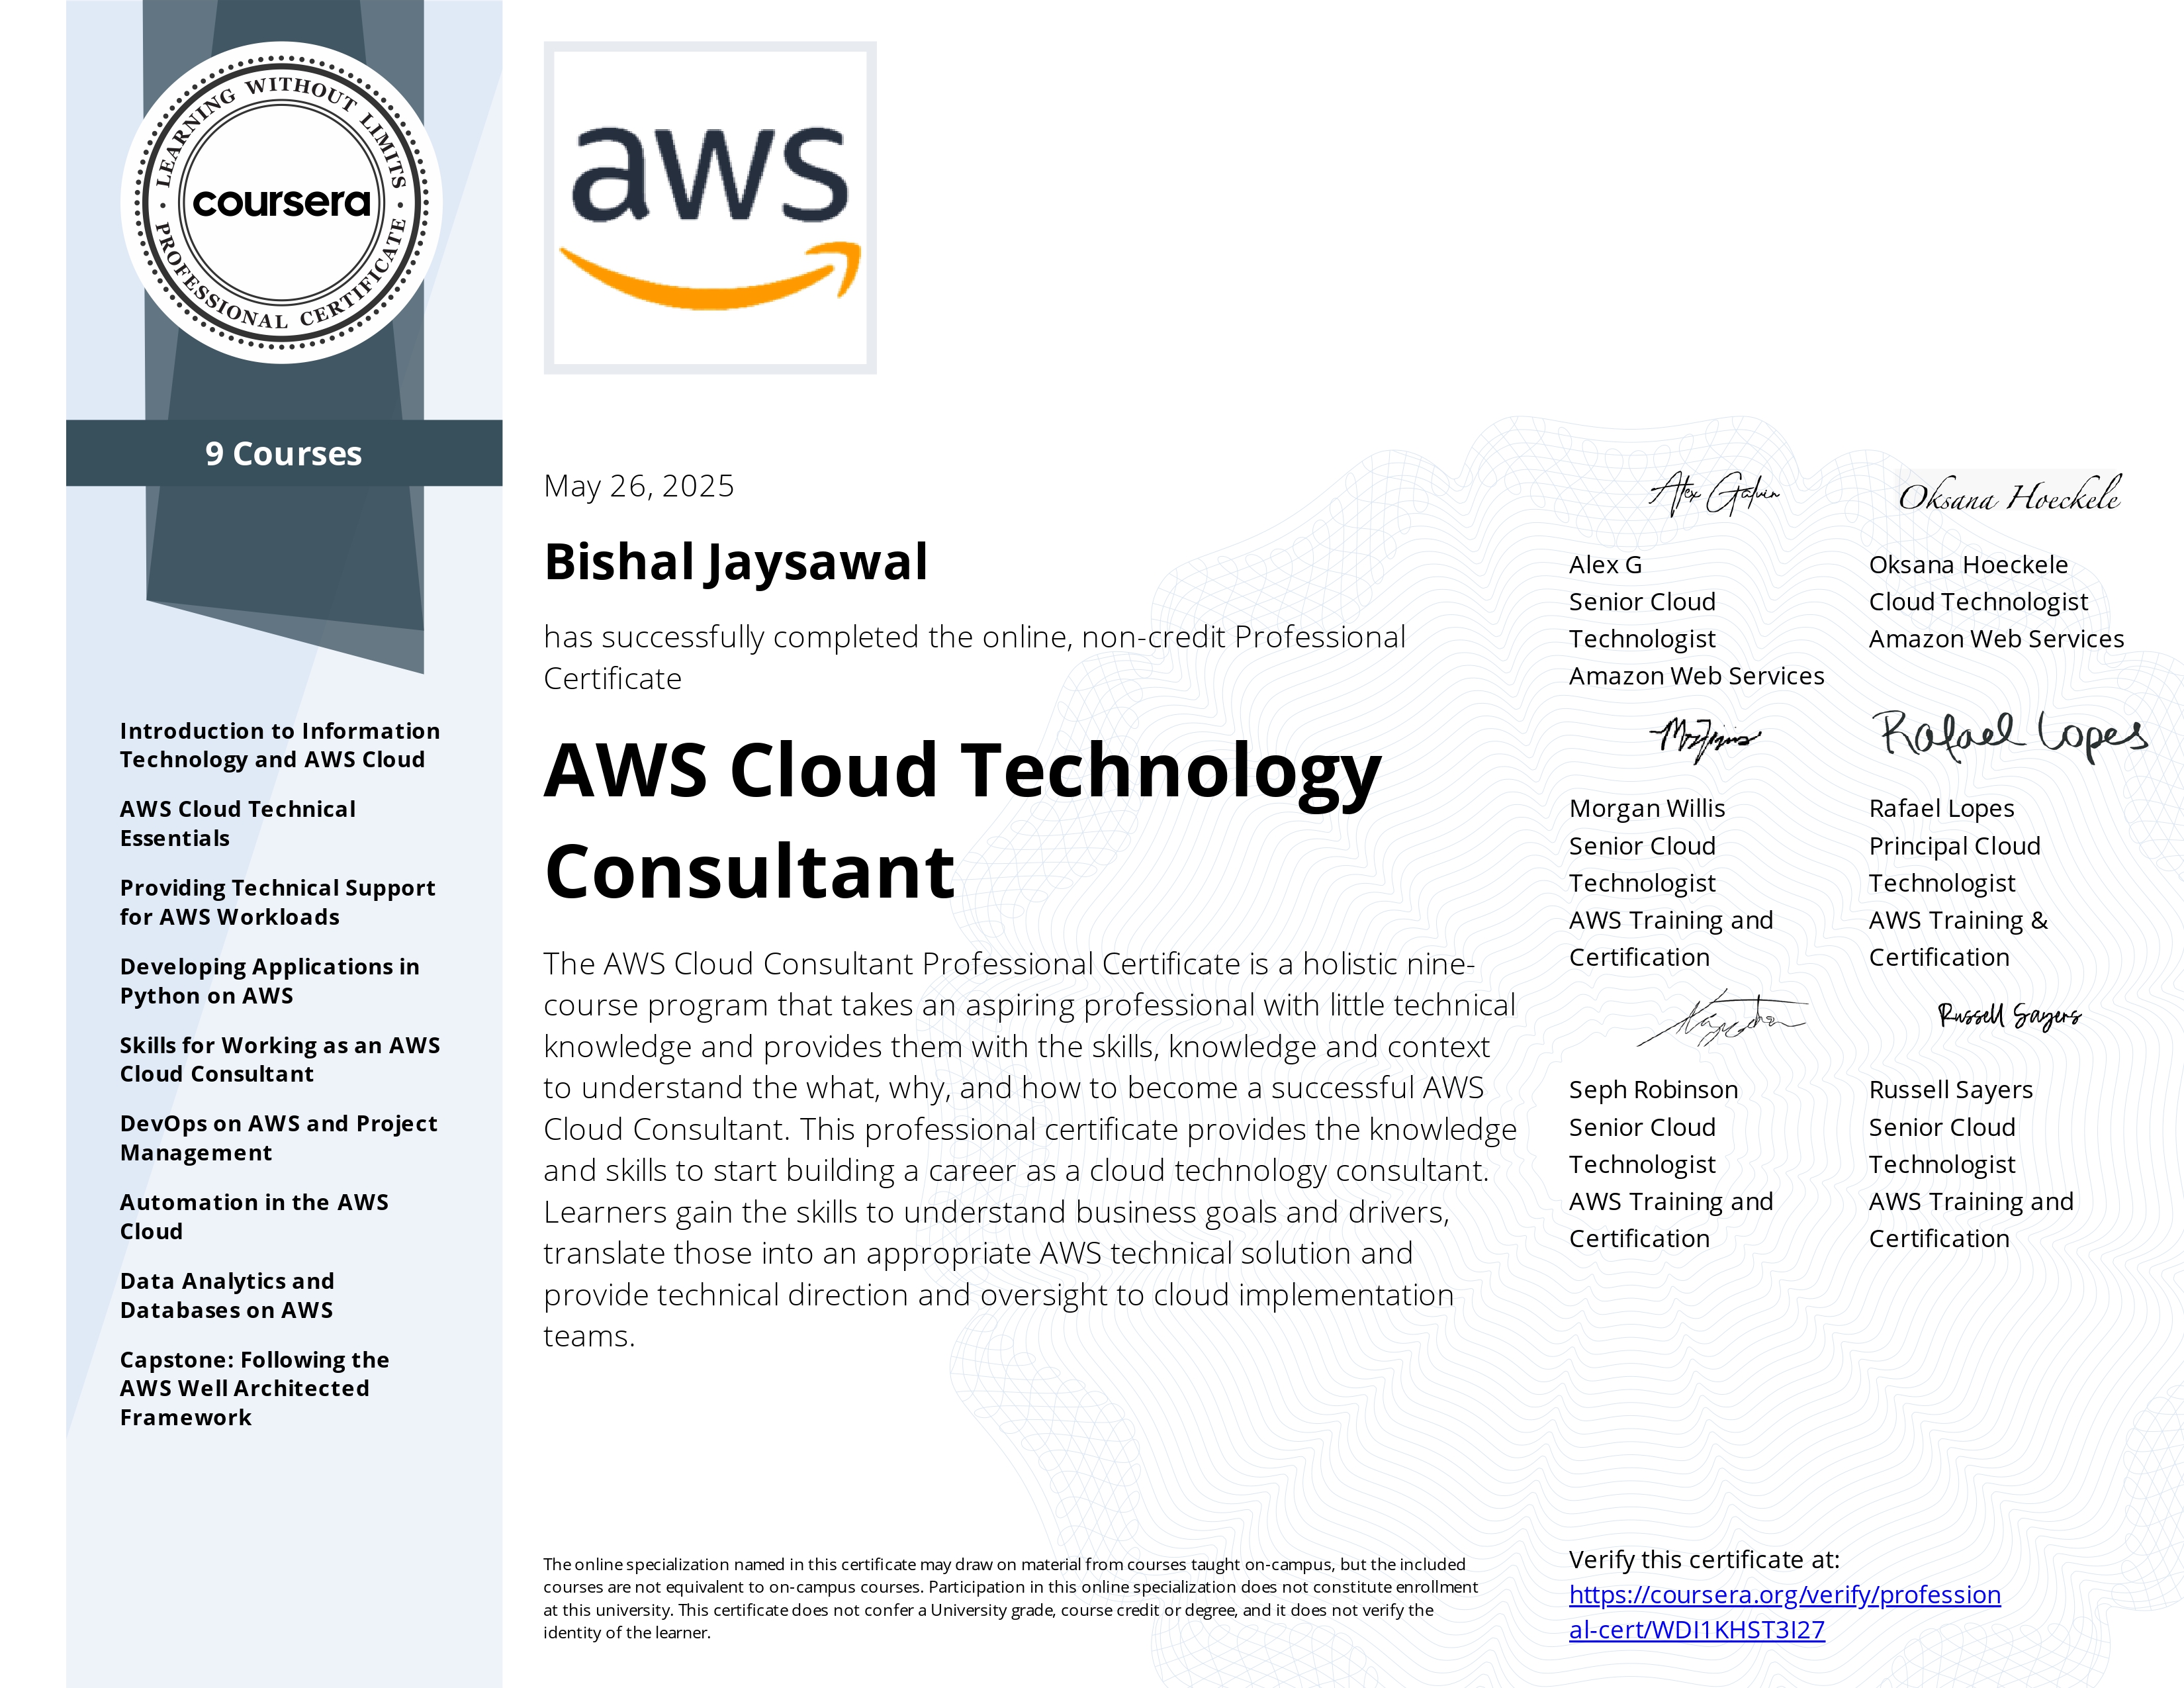 LEARNING WITHOUT LIMITS
coursera
PROFESSIONAL CERTIFICATE
9 Courses
Introduction to Information
Technology and AWS Cloud
AWS Cloud Technical
Essentials
Providing Technical Support
for AWS Workloads
Developing Applications in
Python on AWS
Skills for Working as an AWS
Cloud Consultant
DevOps on AWS and Project
Management
Automation in the AWS
Cloud
Data Analytics and
Databases on AWS
Capstone: Following the
AWS Well Architected
Framework
aws
May 26, 2025
Bishal Jaysawal
has successfully completed the online, non-credit Professional
Certificate
AWS Cloud Technology
Consultant
The AWS Cloud Consultant Professional Certificate is a holistic nine-
course program that takes an aspiring professional with little technical
knowledge and provides them with the skills, knowledge and context
to understand the what, why, and how to become a successful AWS
Cloud Consultant. This professional certificate provides the knowledge
and skills to start building a career as a cloud technology consultant.
Learners gain the skills to understand business goals and drivers,
translate those into an appropriate AWS technical solution and
provide technical direction and oversight to cloud implementation
teams.
Alex Galvin
Alex G
Senior Cloud
Technologist
Amazon Web Services
Oksana Hoeckele
Oksana Hoeckele
Cloud Technologist
Amazon Web Services
Morgan Willis
Senior Cloud
Technologist
AWS Training and
Certification
Rafael Lopes
Rafael Lopes
Principal Cloud
Technologist
AWS Training &
Certification
Seph Robinson
Senior Cloud
Technologist
AWS Training and
Certification
Russell Sayers
Russell Sayers
Senior Cloud
Technologist
AWS Training and
Certification
The online specialization named in this certificate may draw on material from courses taught on-campus, but the included
courses are not equivalent to on-campus courses. Participation in this online specialization does not constitute enrollment
at this university. This certificate does not confer a University grade, course credit or degree, and it does not verify the
identity of the learner.
Verify this certificate at:
https://coursera.org/verify/profession
al-cert/WDI1KHST3I27